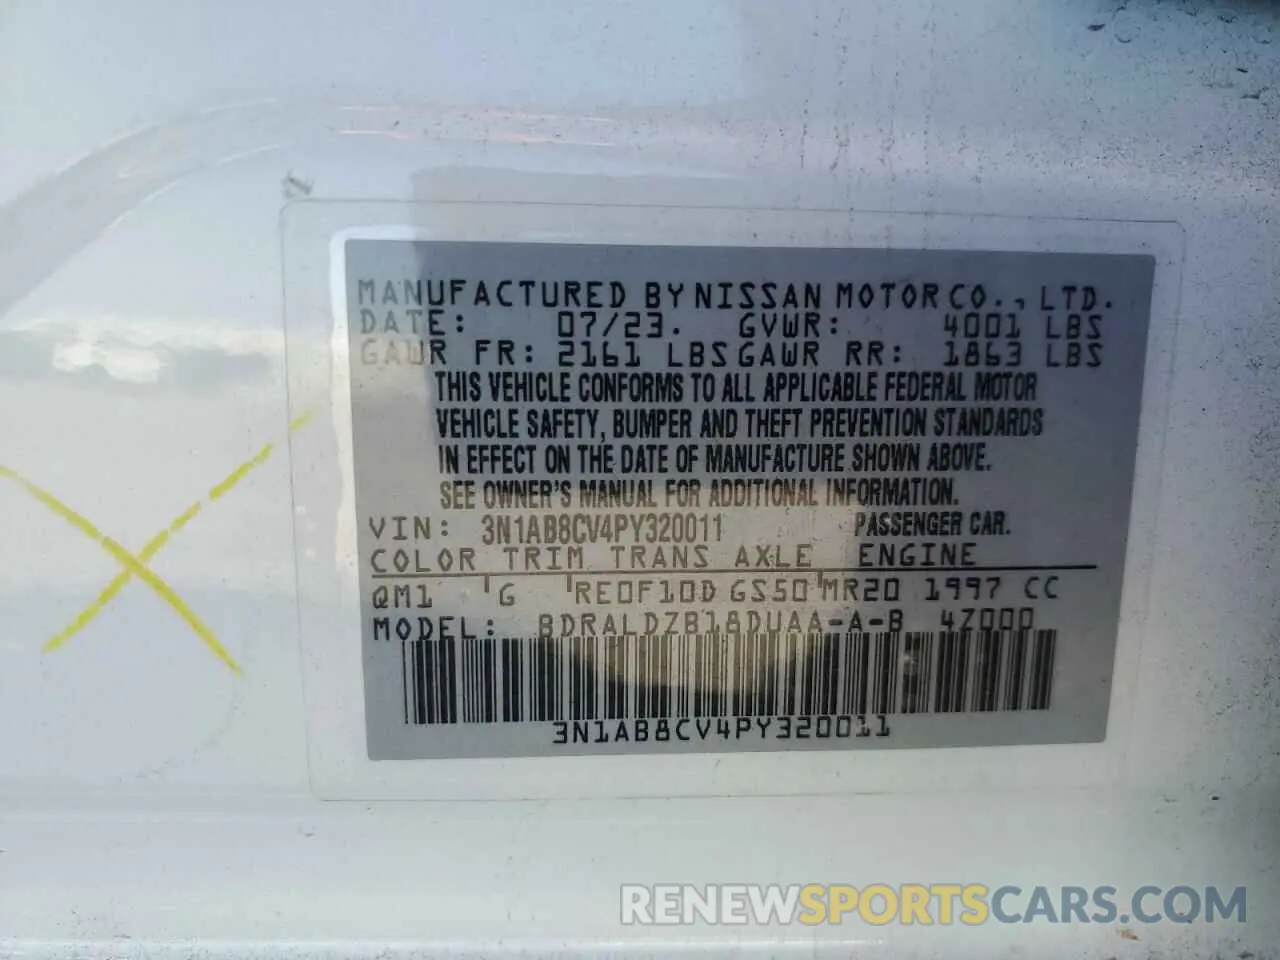 MANUFACTURED BY NISSAN MOTOR CO., LTD.
DATE: 07/23. GVWR: 4001 LBS
GAWR FR: 2161 LBS GAWR RR: 1863 LBS
THIS VEHICLE CONFORMS TO ALL APPLICABLE FEDERAL MOTOR
VEHICLE SAFETY, BUMPER AND THEFT PREVENTION STANDARDS
IN EFFECT ON THE DATE OF MANUFACTURE SHOWN ABOVE.
SEE OWNER'S MANUAL FOR ADDITIONAL INFORMATION.
VIN: 3N1AB8CV4PY320011 PASSENGER CAR.
COLOR TRIM TRANS AXLE ENGINE
QM1 G RE0F10D GS50 MR20 1997 CC
MODEL: BDRALDZB18DUAA-A-B 4Z000
3N1AB8CV4PY320011
RENEWSPORTSCARS.COM